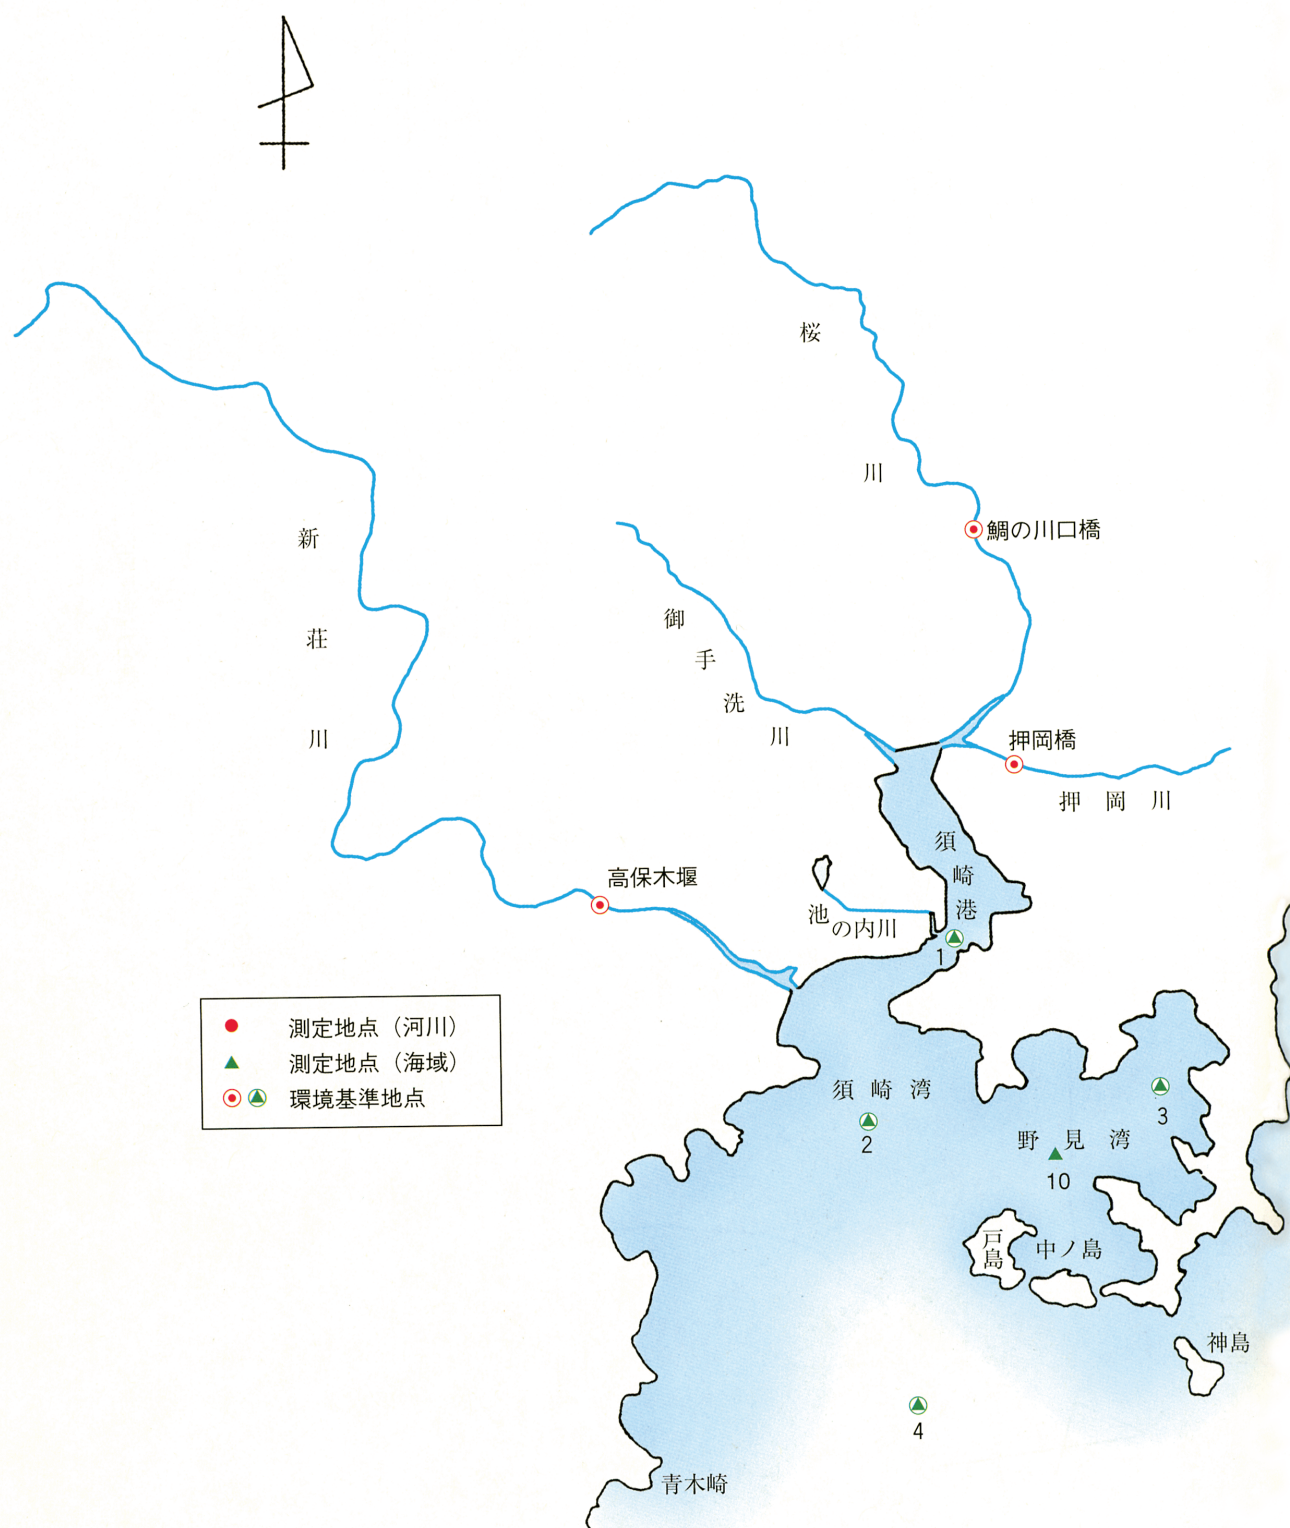 桜川
鯛の川口橋
新荘川
御手洗川
押岡橋
押岡川
須崎港
高保木堰
池の内川
1
測定地点（河川）
測定地点（海域）
環境基準地点
須崎湾
2
野見湾
3
10
戸島
中ノ島
神島
4
青木崎